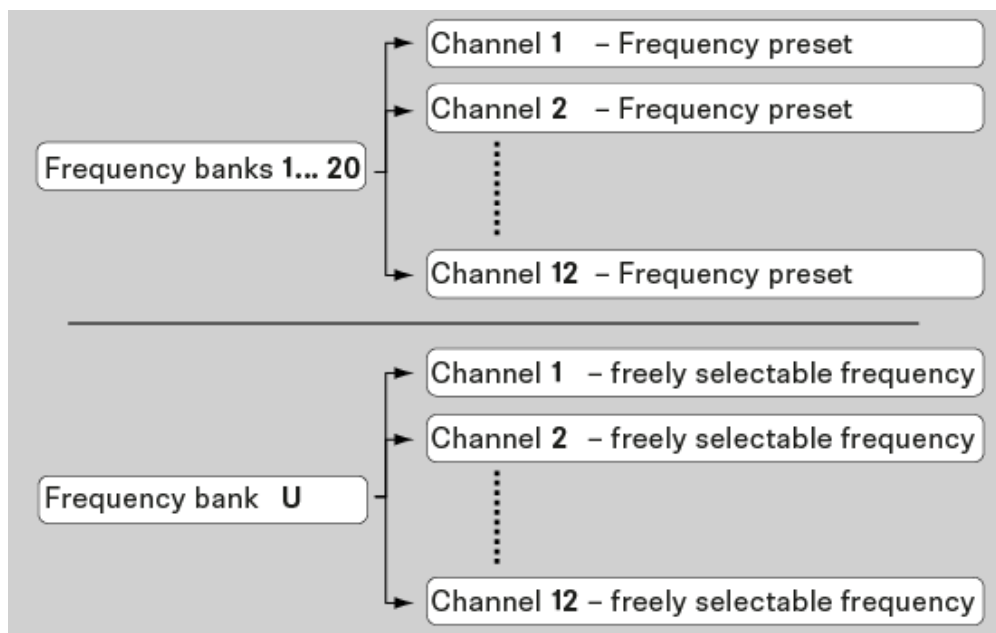 Channel 1 – Frequency preset
Channel 2 – Frequency preset
Frequency banks 1... 20
Channel 12 – Frequency preset
Channel 1 – freely selectable frequency
Channel 2 – freely selectable frequency
Frequency bank U
Channel 12 – freely selectable frequency